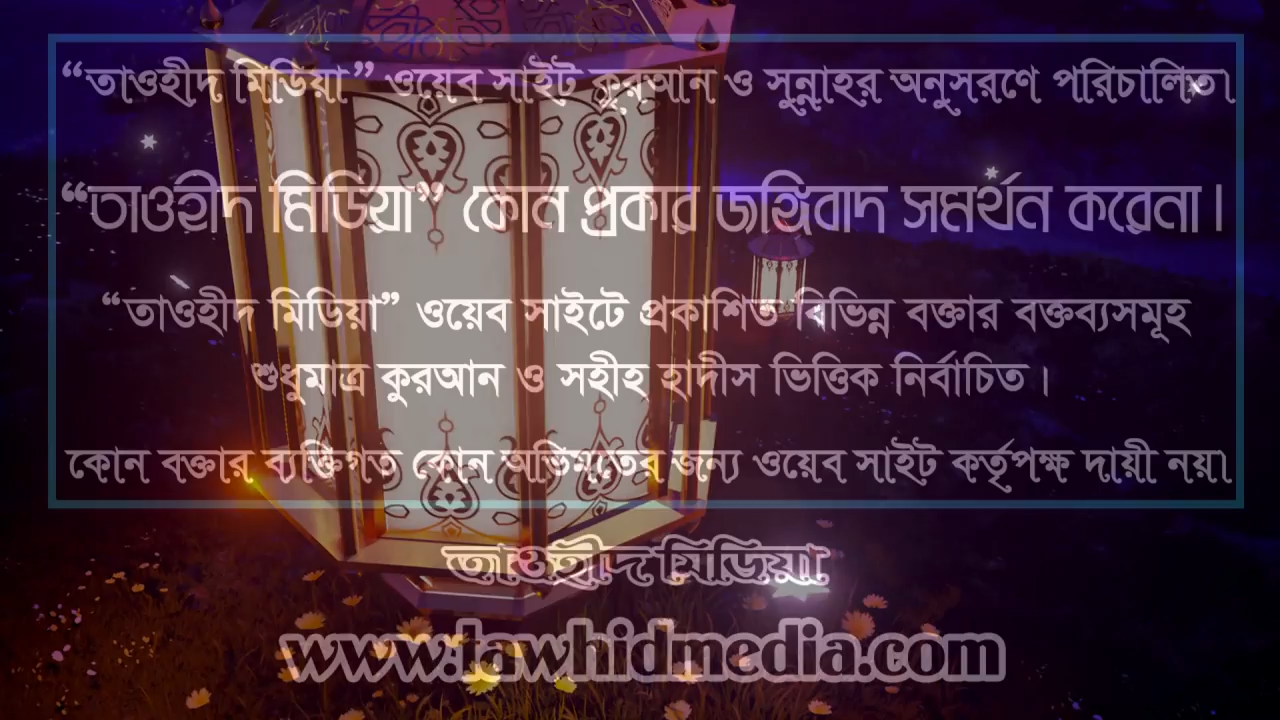 “তাওহীদ মিডিয়া” ওয়েব সাইট কুরআন ও সুন্নাহর অনুসরণে পরিচালিত।
“তাওহীদ মিডিয়া” কোন প্রকার জঙ্গিবাদ সমর্থন করেনা।
“তাওহীদ মিডিয়া” ওয়েব সাইটে প্রকাশিত বিভিন্ন বক্তার বক্তব্যসমূহ
শুধুমাত্র কুরআন ও সহীহ হাদীস ভিত্তিক নির্বাচিত।
কোন বক্তার ব্যক্তিগত কোন অভিমতের জন্য ওয়েব সাইট কর্তৃপক্ষ দায়ী নয়।
তাওহীদ মিডিয়া
www.tawhidmedia.com